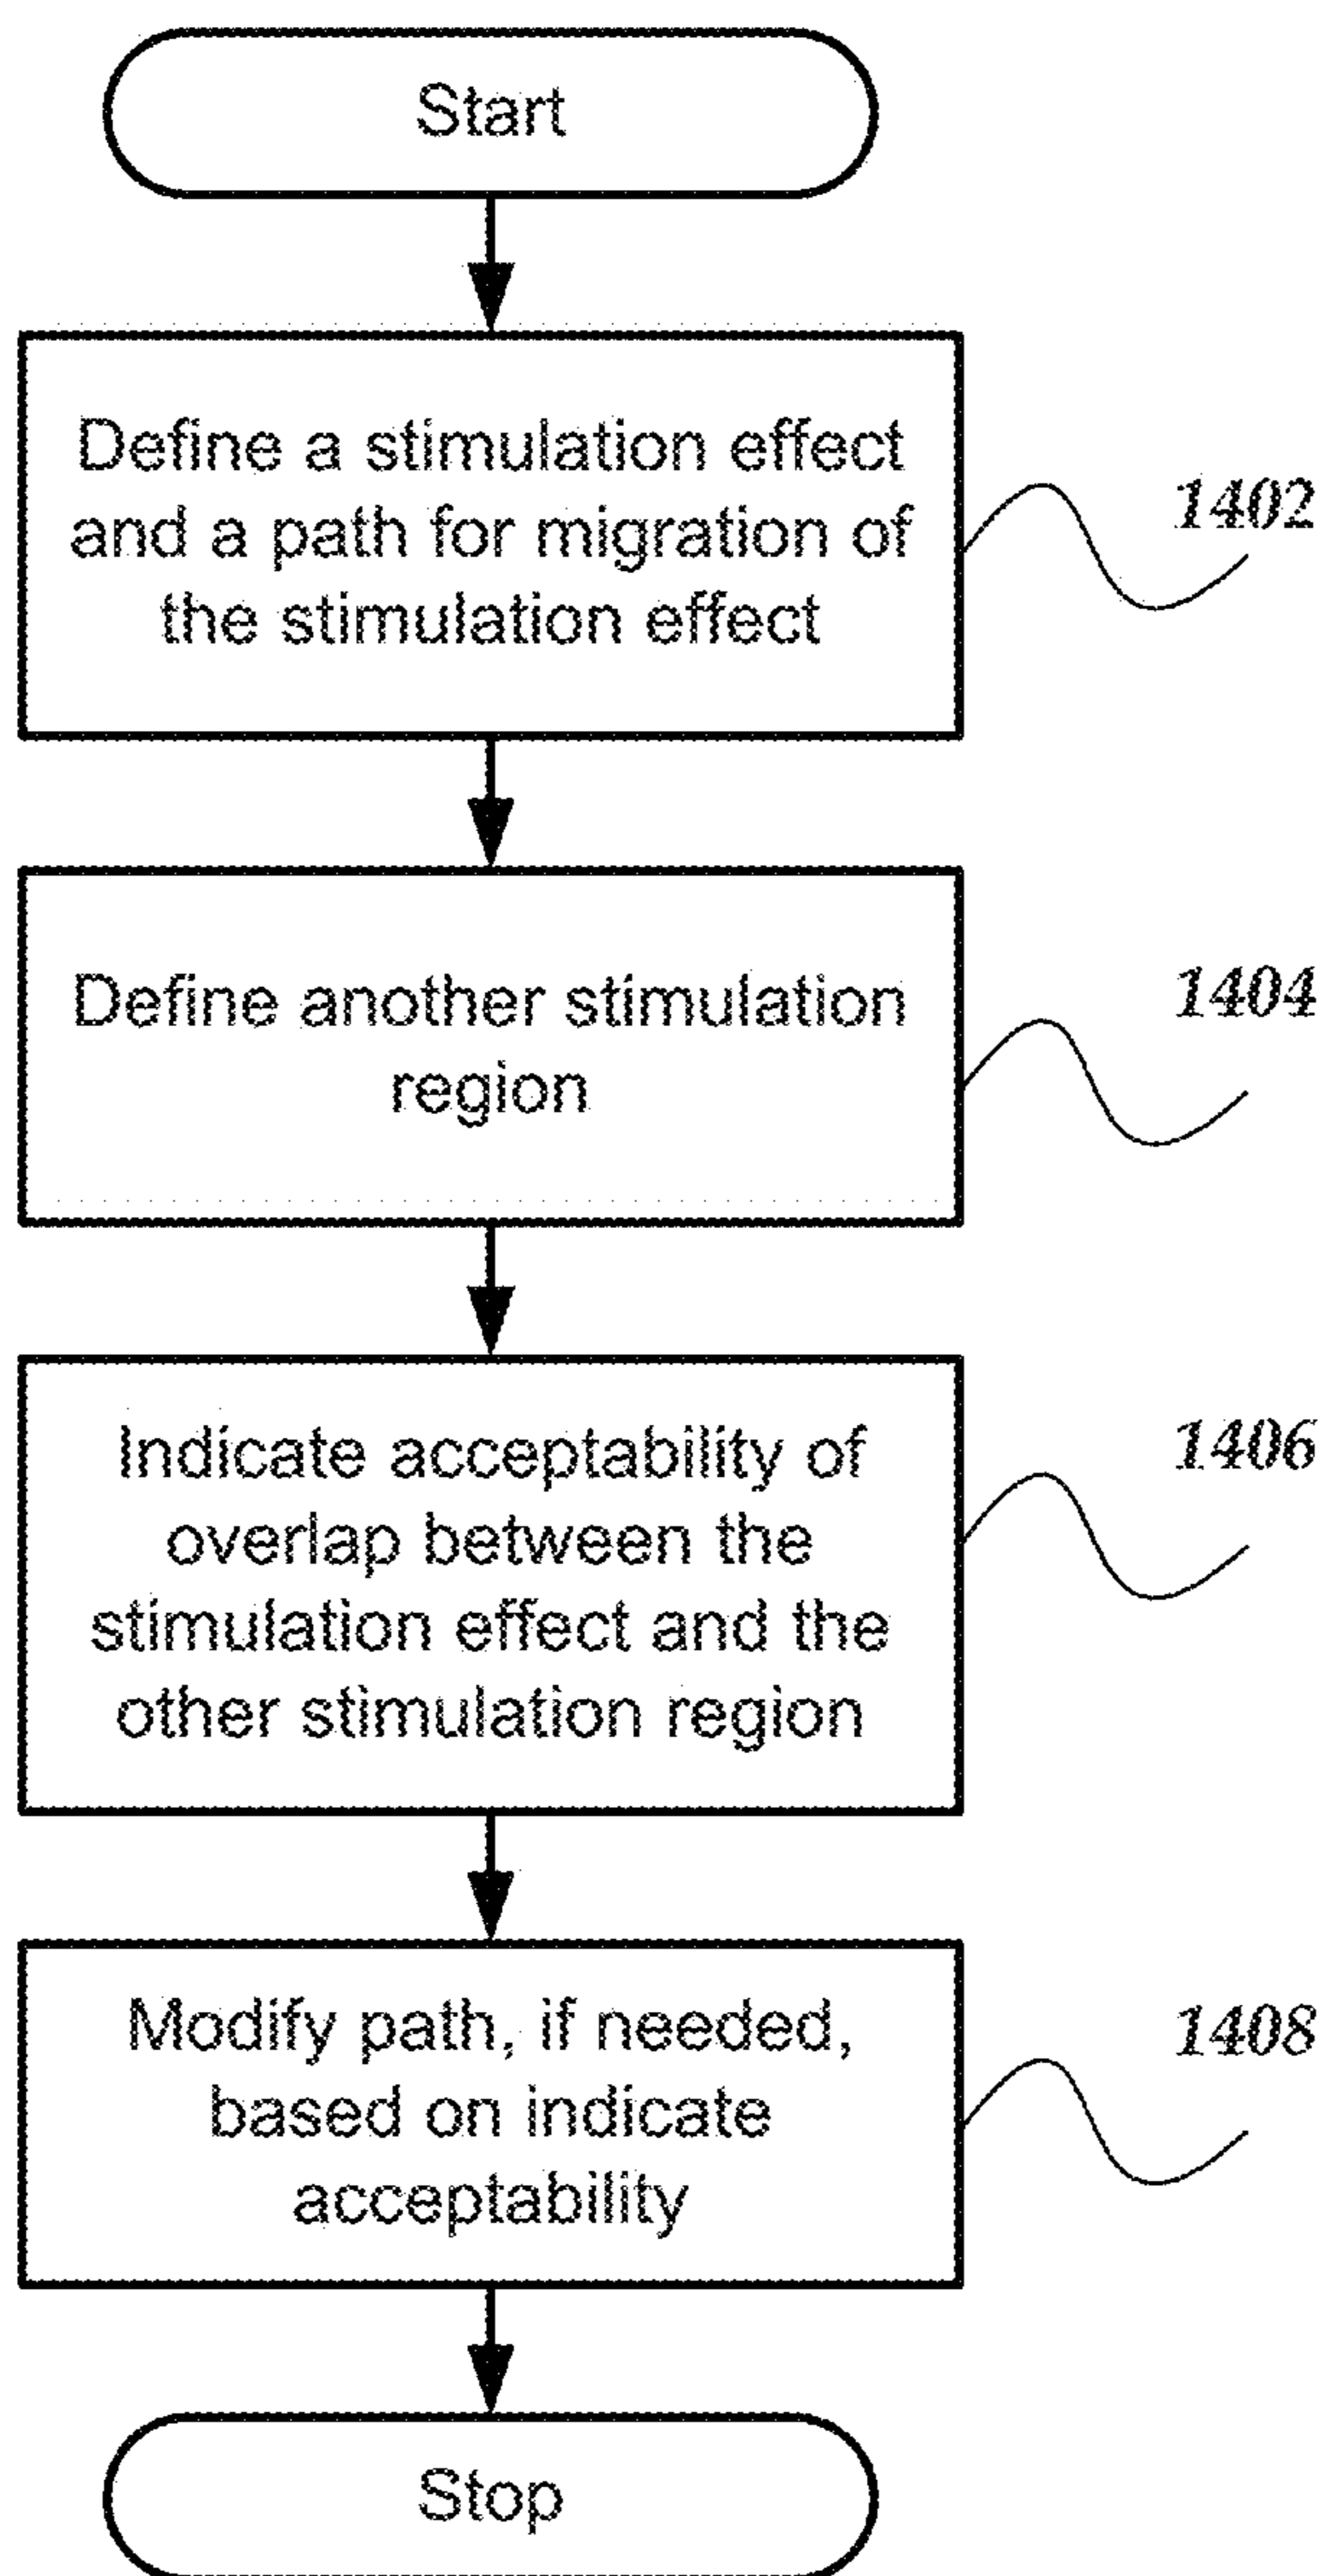 Start
Define a stimulation effect
and a path for migration of
the stimulation effect
1402
Define another stimulation
region
1404
Indicate acceptability of
overlap between the
stimulation effect and the
other stimulation region
1406
Modify path, if needed,
based on indicate
acceptability
1408
Stop